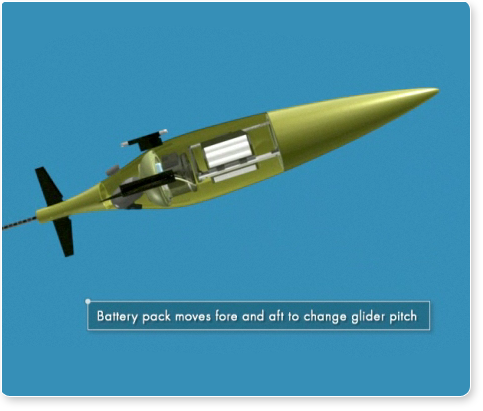 Battery pack moves fore and aft to change glider pitch